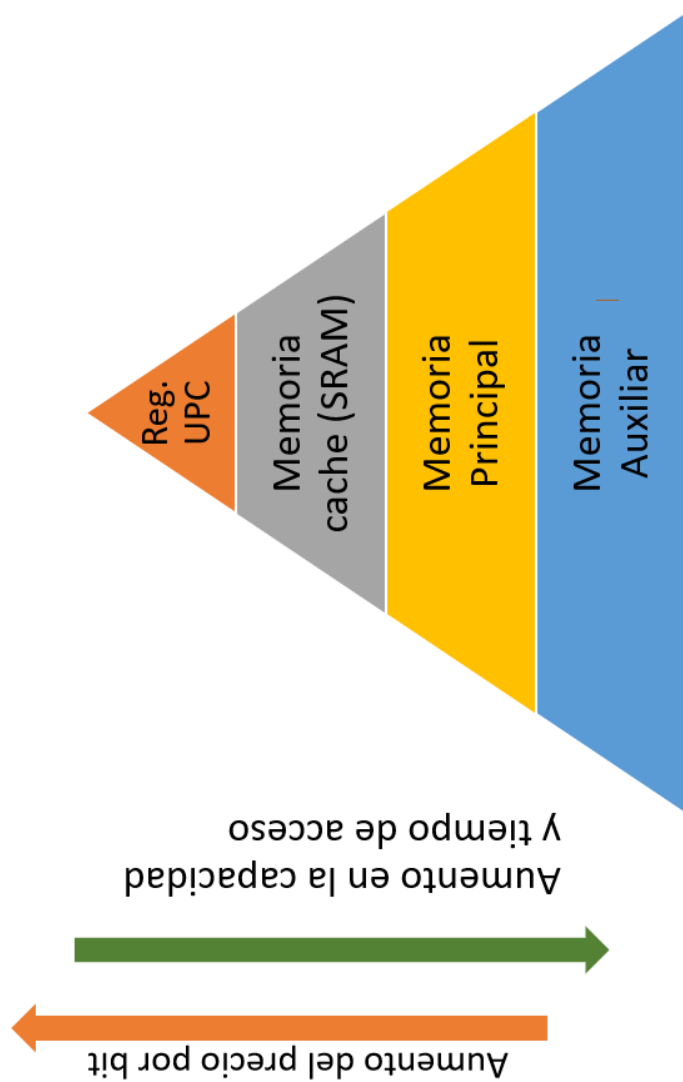 Reg.
UPC
Memoria
cache (SRAM)
Memoria
Principal
Memoria
Auxiliar
Aumento en la capacidad
y tiempo de acceso
Aumento del precio por bit